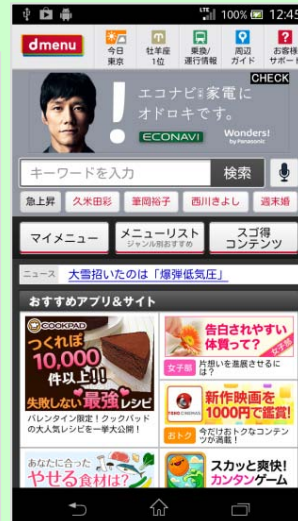 LTE 100% 12:45
dmenu
今日
東京
牡羊座
1位
乗換/
運行情報
周辺
ガイド
お客様
サポート
CHECK
エコナビ×家電に
オドロキです。
ECONAVI
Wonders!
by Panasonic
キーワードを入力
検索
急上昇
久米田彩
筆岡裕子
西川きよし
週末婚
マイメニュー
メニューリスト
ジャンル別おすすめ
スゴ得
コンテンツ
ニュース 大雪招いたのは「爆弾低気圧」
おすすめアプリ&サイト
COOKPAD
つくれぽ
10,000
件以上!!
失敗しない最強レシピ
バレンタイン限定!クックパッド
の大人気レシピを一挙大公開!
告白されやすい
体質って?
女子部
女子部
片想いを進展させるに
は?
TOHO CINEMAS
新作映画を
1000円で鑑賞!
おトク
今だけおトクなコンテン
ツが満載!
あなたに合った
やせる食材は?
スカッと爽快!
カンタンゲーム